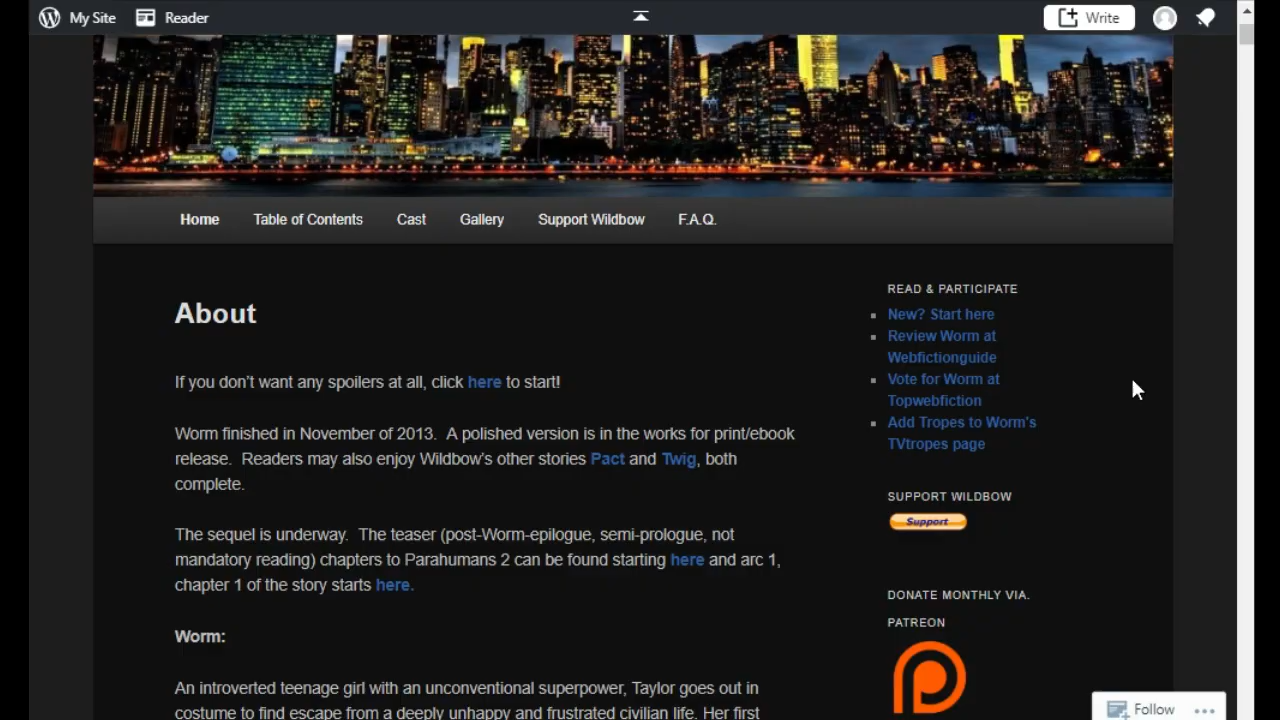 My Site
Reader
Write
Home
Table of Contents
Cast
Gallery
Support Wildbow
F.A.Q.
About
If you don’t want any spoilers at all, click here to start!
Worm finished in November of 2013.  A polished version is in the works for print/ebook
release.  Readers may also enjoy Wildbow’s other stories Pact and Twig, both
complete.
The sequel is underway.  The teaser (post-Worm-epilogue, semi-prologue, not
mandatory reading) chapters to Parahumans 2 can be found starting here and arc 1,
chapter 1 of the story starts here.
Worm:
An introverted teenage girl with an unconventional superpower, Taylor goes out in
costume to find escape from a deeply unhappy and frustrated civilian life. Her first
READ & PARTICIPATE
New? Start here
Review Worm at
Webfictionguide
Vote for Worm at
Topwebfiction
Add Tropes to Worm's
TVtropes page
SUPPORT WILDBOW
Support
DONATE MONTHLY VIA.
PATREON
Follow